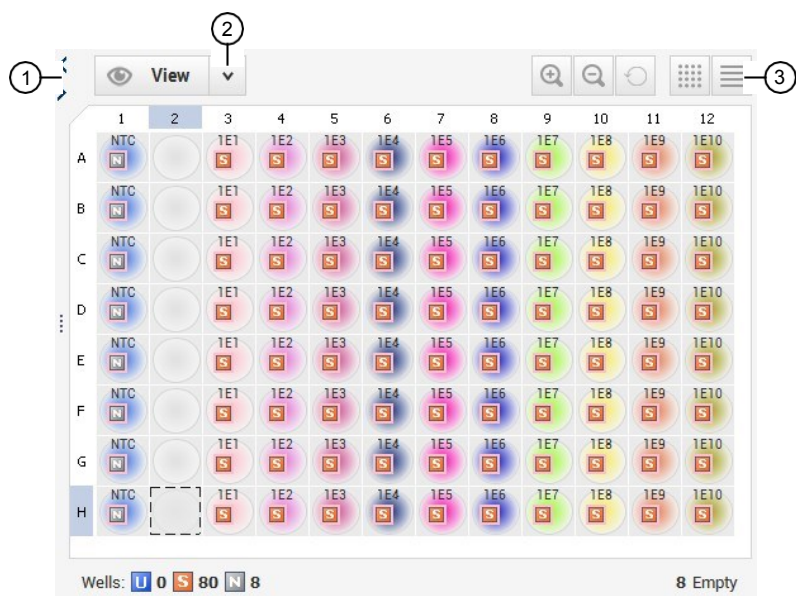 2
1 View 3
1 2 3 4 5 6 7 8 9 10 11 12
NTC 1E1 1E2 1E3 1E4 1E5 1E6 1E7 1E8 1E9 1E10
A N S S S S S S S S S S
NTC 1E1 1E2 1E3 1E4 1E5 1E6 1E7 1E8 1E9 1E10
B N S S S S S S S S S S
NTC 1E1 1E2 1E3 1E4 1E5 1E6 1E7 1E8 1E9 1E10
C N S S S S S S S S S S
NTC 1E1 1E2 1E3 1E4 1E5 1E6 1E7 1E8 1E9 1E10
D N S S S S S S S S S S
NTC 1E1 1E2 1E3 1E4 1E5 1E6 1E7 1E8 1E9 1E10
E N S S S S S S S S S S
NTC 1E1 1E2 1E3 1E4 1E5 1E6 1E7 1E8 1E9 1E10
F N S S S S S S S S S S
NTC 1E1 1E2 1E3 1E4 1E5 1E6 1E7 1E8 1E9 1E10
G N S S S S S S S S S S
NTC 1E1 1E2 1E3 1E4 1E5 1E6 1E7 1E8 1E9 1E10
H N S S S S S S S S S S
Wells: U 0 S 80 N 8 8 Empty